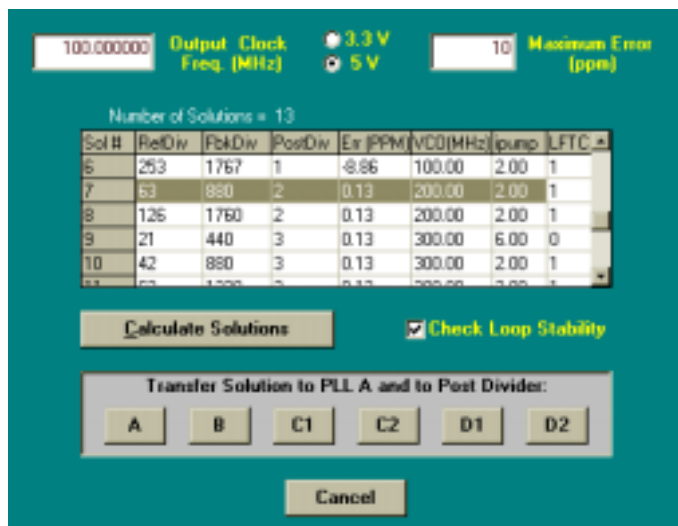 100.000000 Output Clock Freq. (MHz) 3.3 V 5 V 10 Maximum Error (ppm)
Number of Solutions = 13
Sol # RefDiv FbkDiv PostDiv Err (PPM) VCO(MHz) ipump LFTC
6 253 1767 1 -8.86 100.00 2.00 1
7 63 880 2 0.13 200.00 2.00 1
8 126 1760 2 0.13 200.00 2.00 1
9 21 440 3 0.13 300.00 6.00 0
10 42 880 3 0.13 300.00 2.00 1
Calculate Solutions Check Loop Stability
Transfer Solution to PLL A and to Post Divider:
A B C1 C2 D1 D2
Cancel